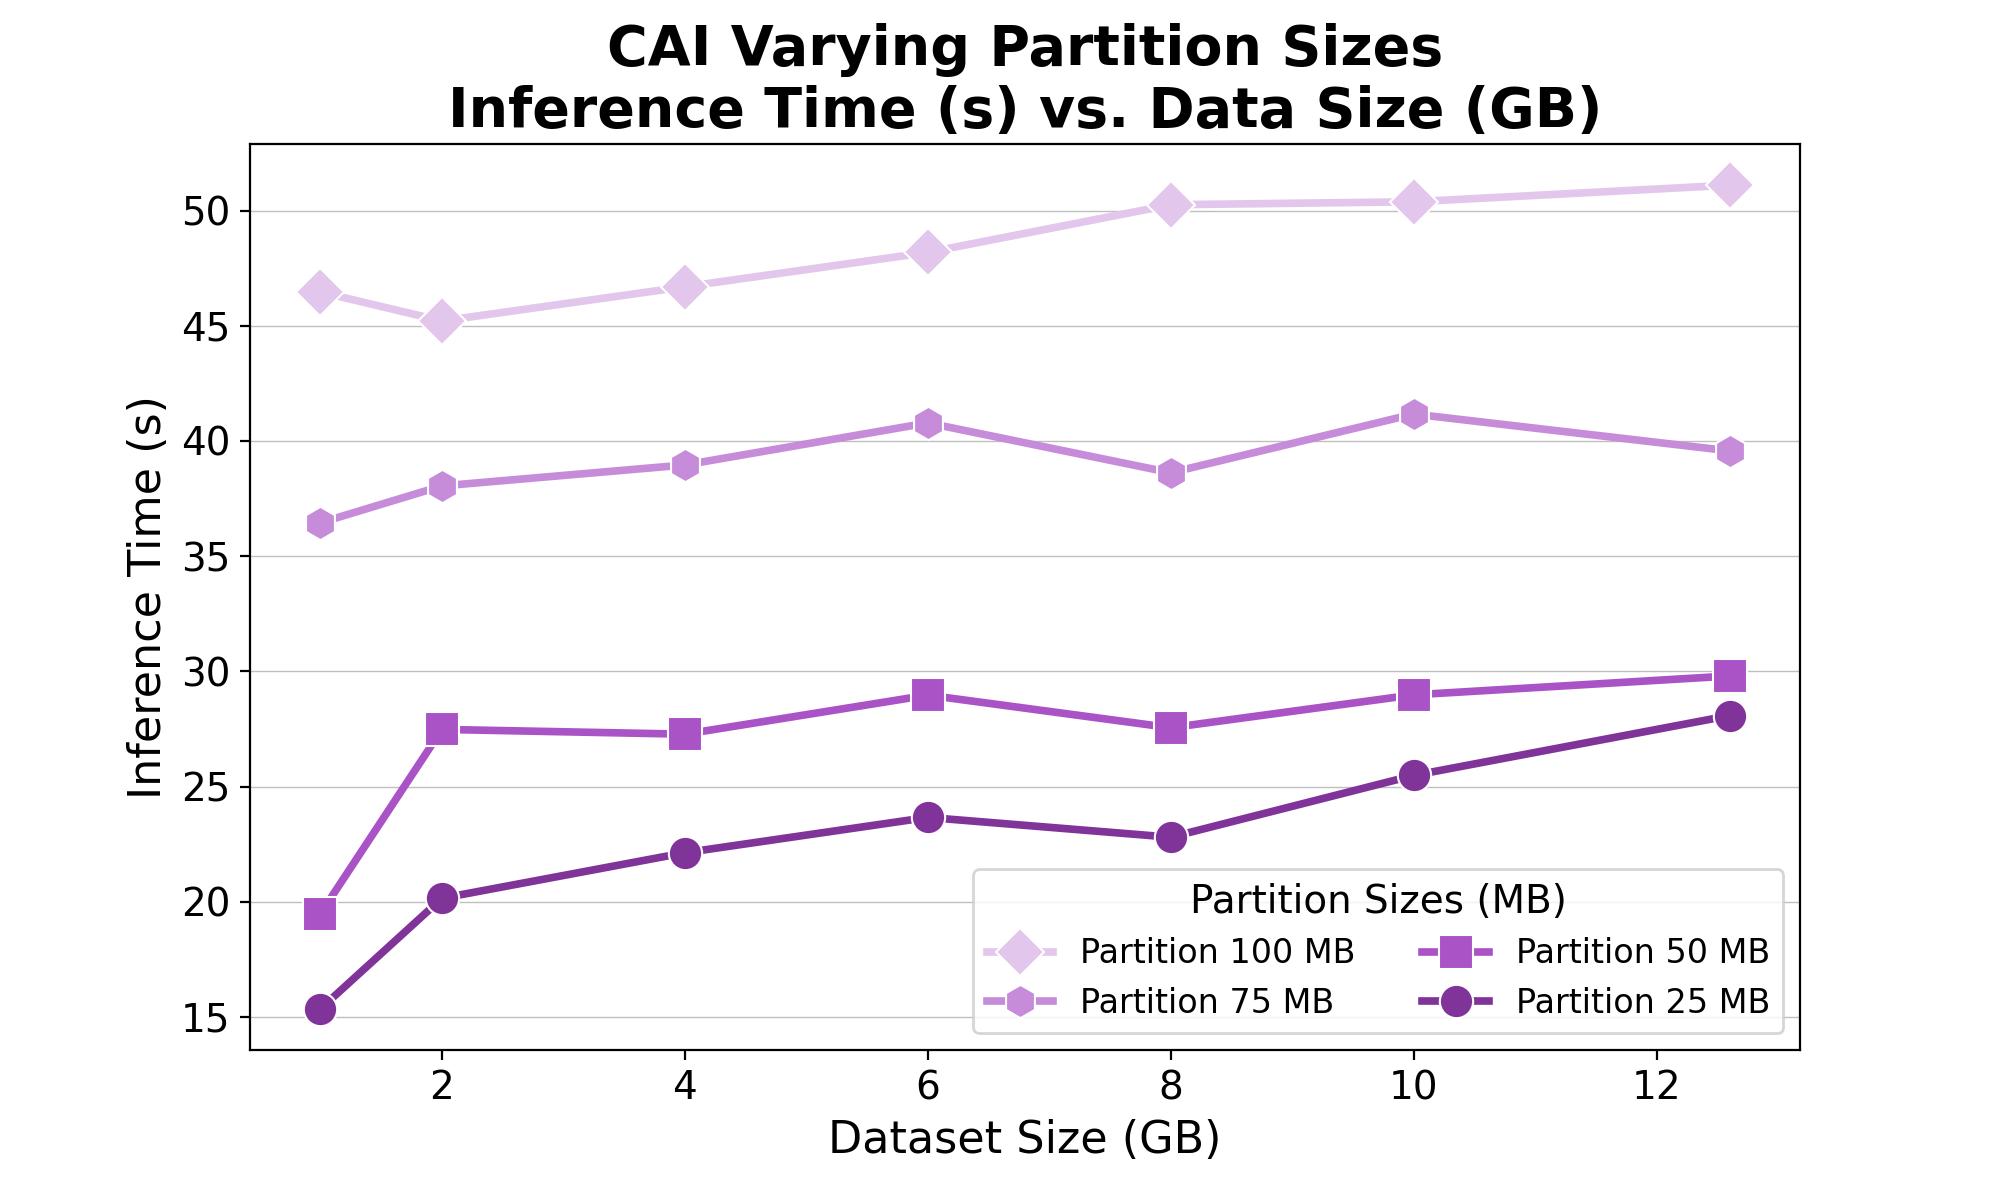 CAI Varying Partition Sizes
Inference Time (s) vs. Data Size (GB)
Inference Time (s)
50
45
40
35
30
25
20
15
Partition Sizes (MB)
Partition 100 MB
Partition 75 MB
Partition 50 MB
Partition 25 MB
2 4 6 8 10 12
Dataset Size (GB)